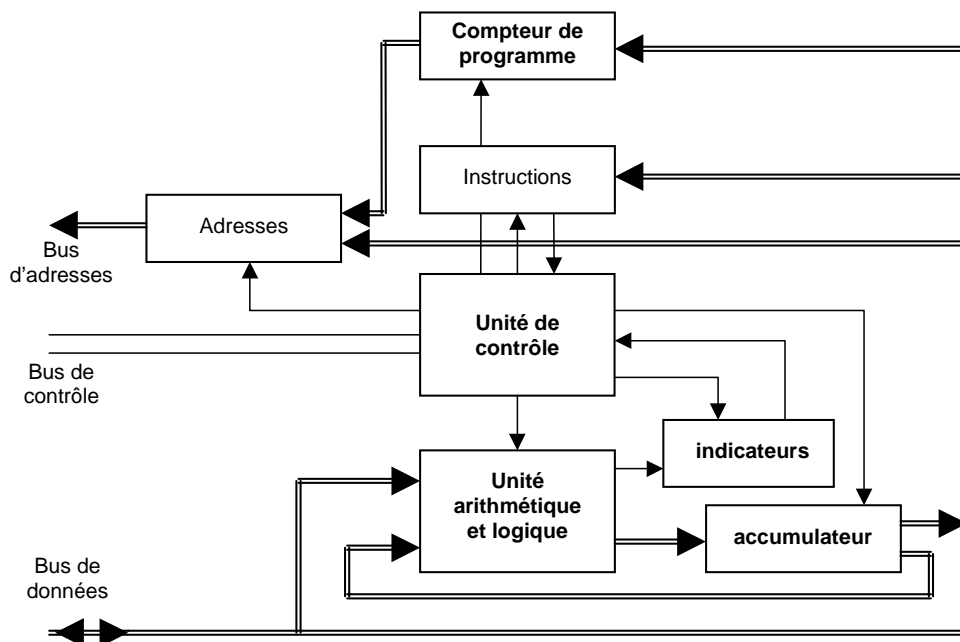 Compteur de
programme
Instructions
Adresses
Bus
d'adresses
Unité de
contrôle
Bus de
contrôle
indicateurs
Unité
arithmétique
et logique
accumulateur
Bus de
données